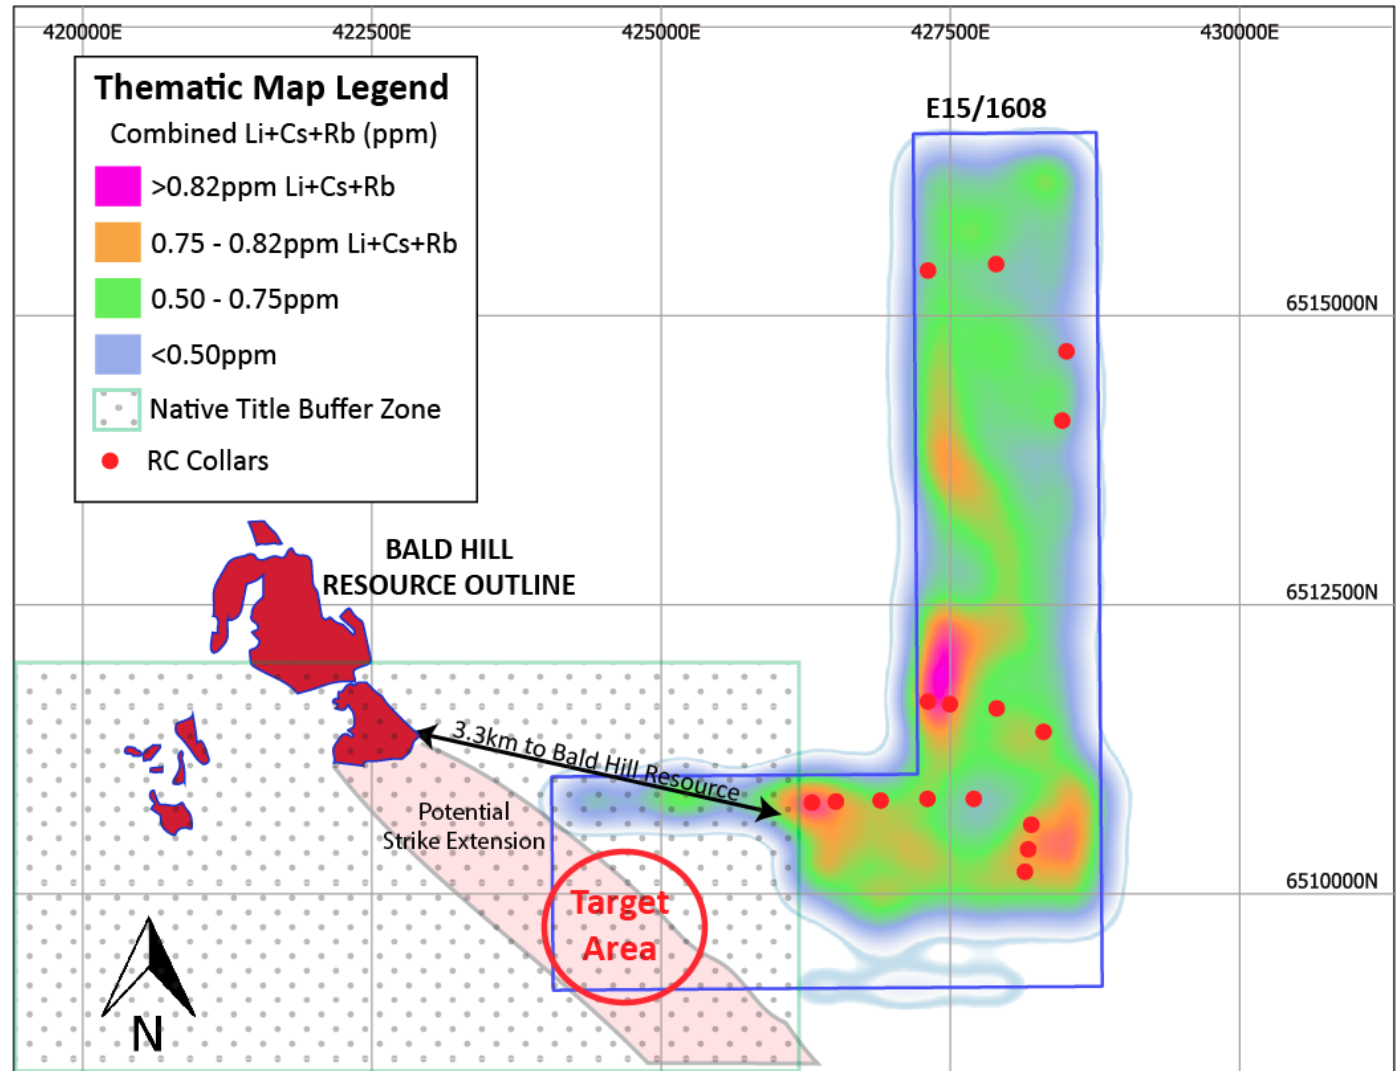 420000E
422500E
425000E
427500E
430000E
Thematic Map Legend
Combined Li+Cs+Rb (ppm)
>0.82ppm Li+Cs+Rb
0.75 - 0.82ppm Li+Cs+Rb
0.50 - 0.75ppm
<0.50ppm
Native Title Buffer Zone
RC Collars
E15/1608
6515000N
BALD HILL
RESOURCE OUTLINE
6512500N
3.3km to Bald Hill Resource
Potential
Strike Extension
6510000N
Target
Area
N